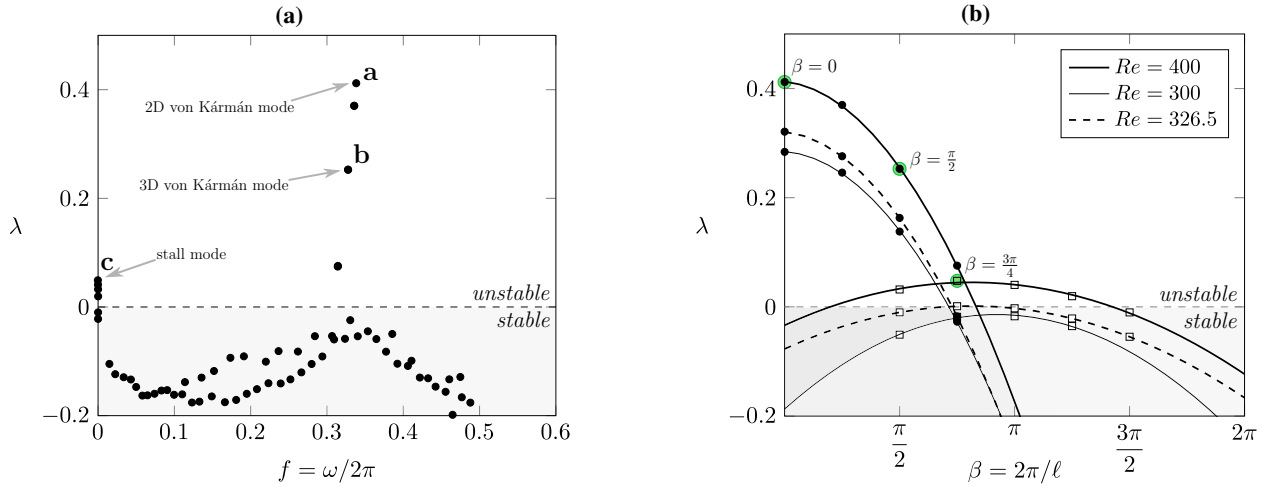 (a)
0.4
0.2
0
−0.2
λ
0
0.1
0.2
0.3
0.4
0.5
0.6
f = ω/2π
a
2D von Kármán mode
b
3D von Kármán mode
c
stall mode
unstable
stable
(b)
0.4
0.2
0
−0.2
λ
π/2
π
3π/2
2π
β = 2π/ℓ
β = 0
β = π/2
β = 3π/4
Re = 400
Re = 300
Re = 326.5
unstable
stable